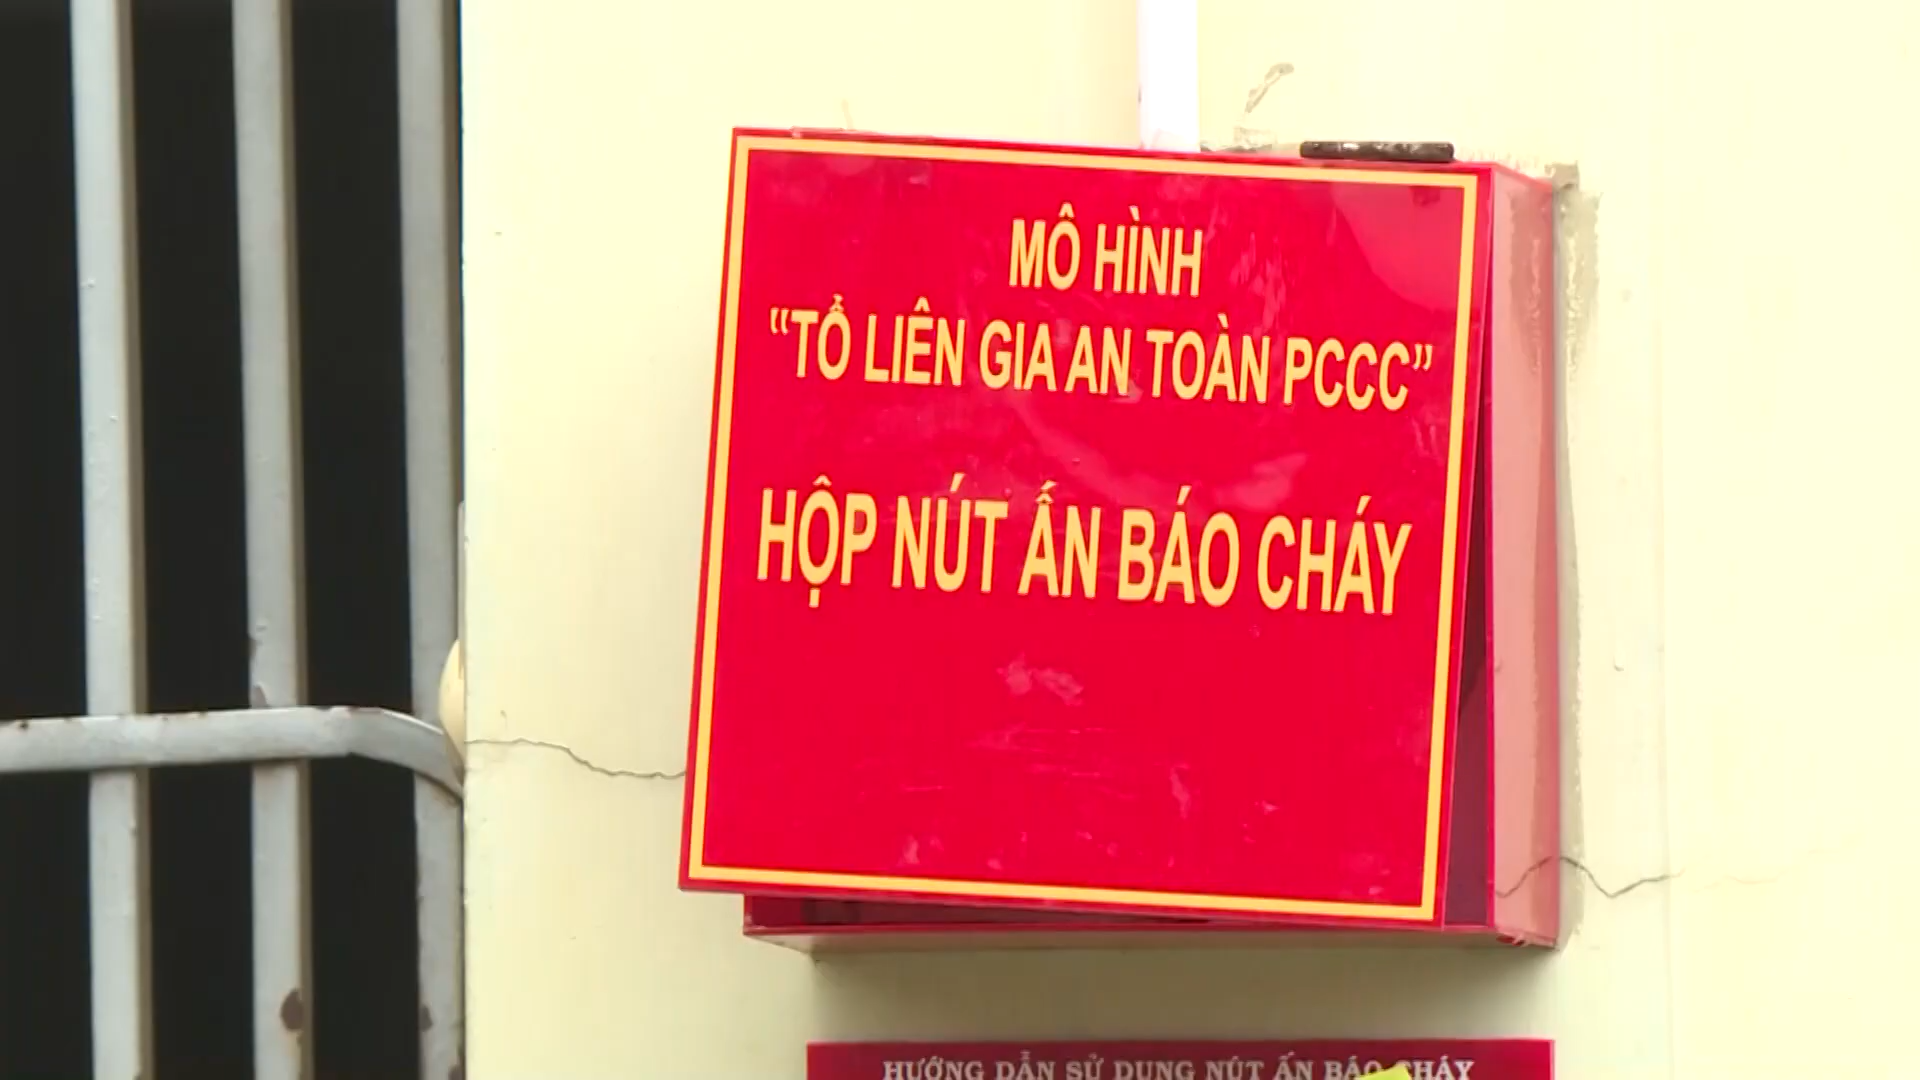 MÔ HÌNH
“TỔ LIÊN GIA AN TOÀN PCCC”
HỘP NÚT ẤN BÁO CHÁY
HƯỚNG DẪN SỬ DỤNG NÚT ẤN BÁO CHÁY